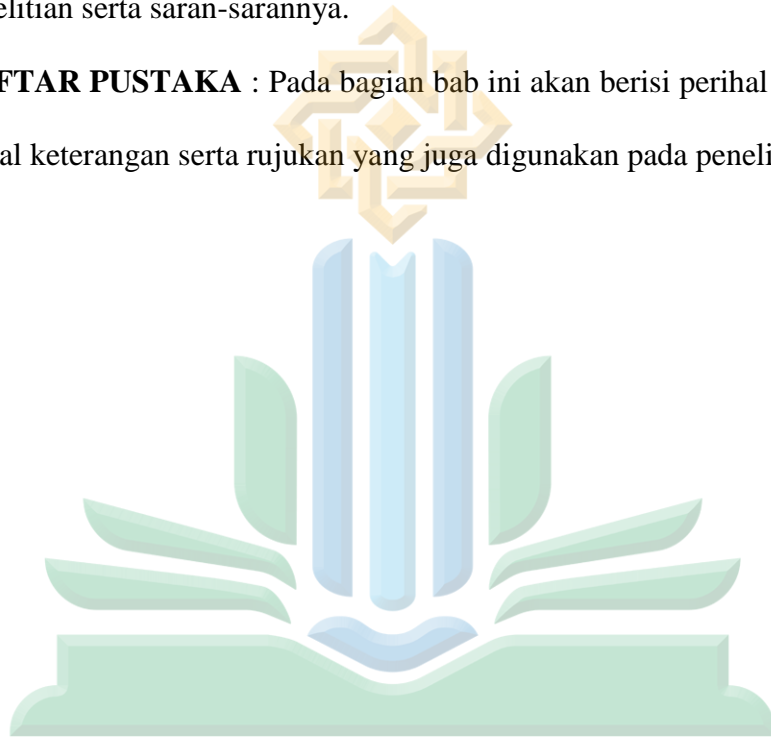 elitian serta saran-sarannya.
FTAR PUSTAKA : Pada bagian bab ini akan berisi perihal
al keterangan serta rujukan yang juga digunakan pada peneli